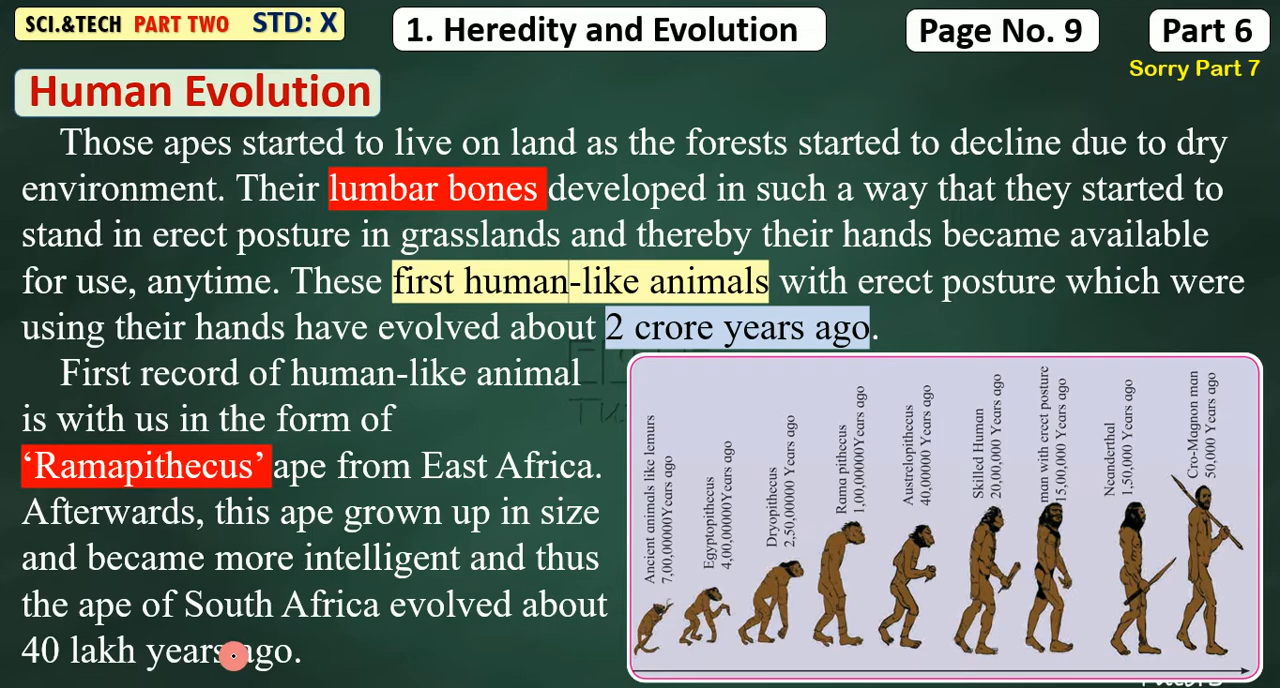 SCI.&TECH PART TWO STD: X
1. Heredity and Evolution
Page No. 9
Part 6
Sorry Part 7
Human Evolution
Those apes started to live on land as the forests started to decline due to dry
environment. Their lumbar bones developed in such a way that they started to
stand in erect posture in grasslands and thereby their hands became available
for use, anytime. These first human-like animals with erect posture which were
using their hands have evolved about 2 crore years ago.
First record of human-like animal
is with us in the form of
‘Ramapithecus’ ape from East Africa.
Afterwards, this ape grown up in size
and became more intelligent and thus
the ape of South Africa evolved about
40 lakh years ago.
Ancient animals like lemurs
7,00,00000Years ago
Egyptopithecus
4,00,00000Years ago
Dryopithecus
2,50,00000 Years ago
Rama pithecus
1,00,00000Years ago
Austrelopithecus
40,00000 Years ago
Skilled Human
20,00,000 Years ago
man with erect posture
15,00,000 Years ago
Neanderthal
1,50,000 Years ago
Cro-Magnon man
50,000 Years ago